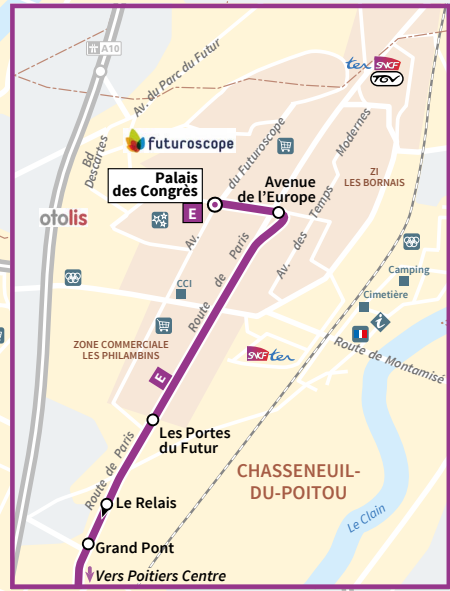 A10
Av. du Parc du Futur
tex SNCF
TGV
Bd
Descartes
futuroscope
Av. du Futuroscope
Modernes
Palais
des Congrès
E
Avenue
de l'Europe
ZI
LES BORNAIS
otolis
Av. des Temps
Route de Paris
CCI
Camping
Cimetière
i
ZONE COMMERCIALE
LES PHILAMBINS
E
SNCF ter
Route de Montamisé
Les Portes
du Futur
Route de Paris
CHASSENEUIL-
DU-POITOU
Le Relais
Le Clain
Grand Pont
Vers Poitiers Centre